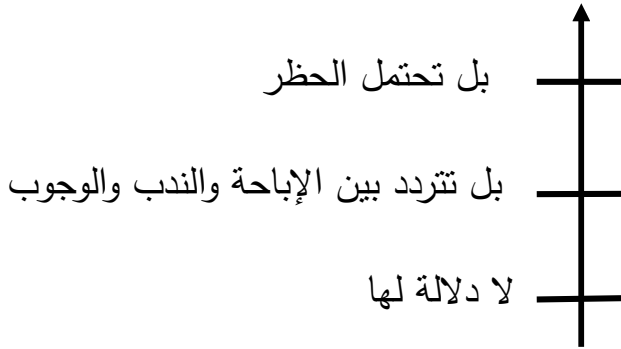 بل تحتمل الحظر
بل تتردد بين الإباحة والندب والوجوب
لا دلالة لها